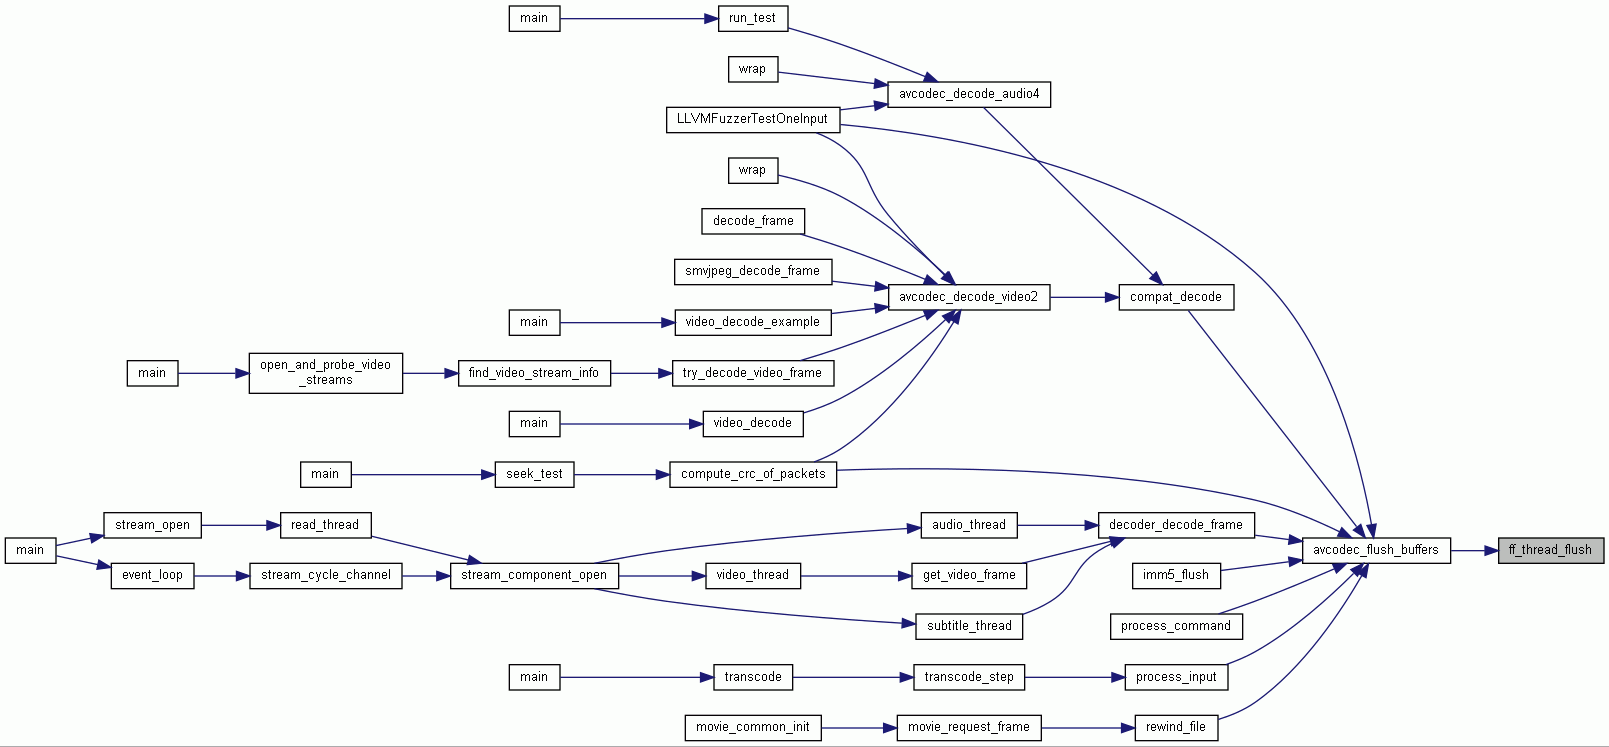 main
run_test
wrap
avcodec_decode_audio4
LLVMFuzzerTestOneInput
wrap
decode_frame
smvjpeg_decode_frame
avcodec_decode_video2
compat_decode
main
video_decode_example
main
open_and_probe_video
_streams
find_video_stream_info
try_decode_video_frame
main
video_decode
main
seek_test
compute_crc_of_packets
stream_open
read_thread
audio_thread
decoder_decode_frame
main
avcodec_flush_buffers
ff_thread_flush
event_loop
stream_cycle_channel
stream_component_open
video_thread
get_video_frame
imm5_flush
subtitle_thread
process_command
main
transcode
transcode_step
process_input
movie_common_init
movie_request_frame
rewind_file